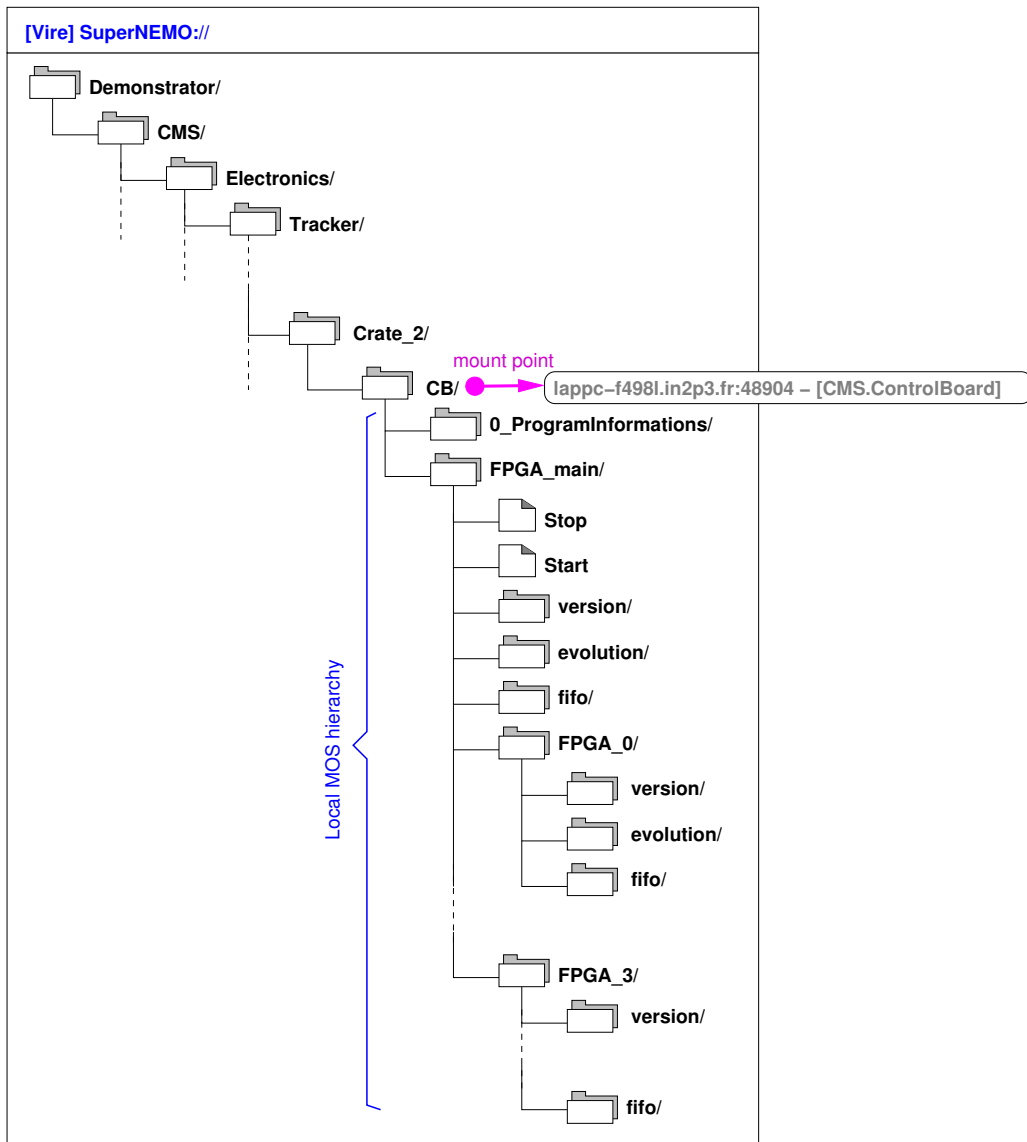 [Vire] SuperNEMO://
Demonstrator/
CMS/
Electronics/
Tracker/
Crate_2/
mount point
CB/
lappc−f498l.in2p3.fr:48904 − [CMS.ControlBoard]
0_ProgramInformations/
FPGA_main/
Stop
Start
version/
evolution/
fifo/
FPGA_0/
Local MOS hierarchy
version/
evolution/
fifo/
FPGA_3/
version/
fifo/